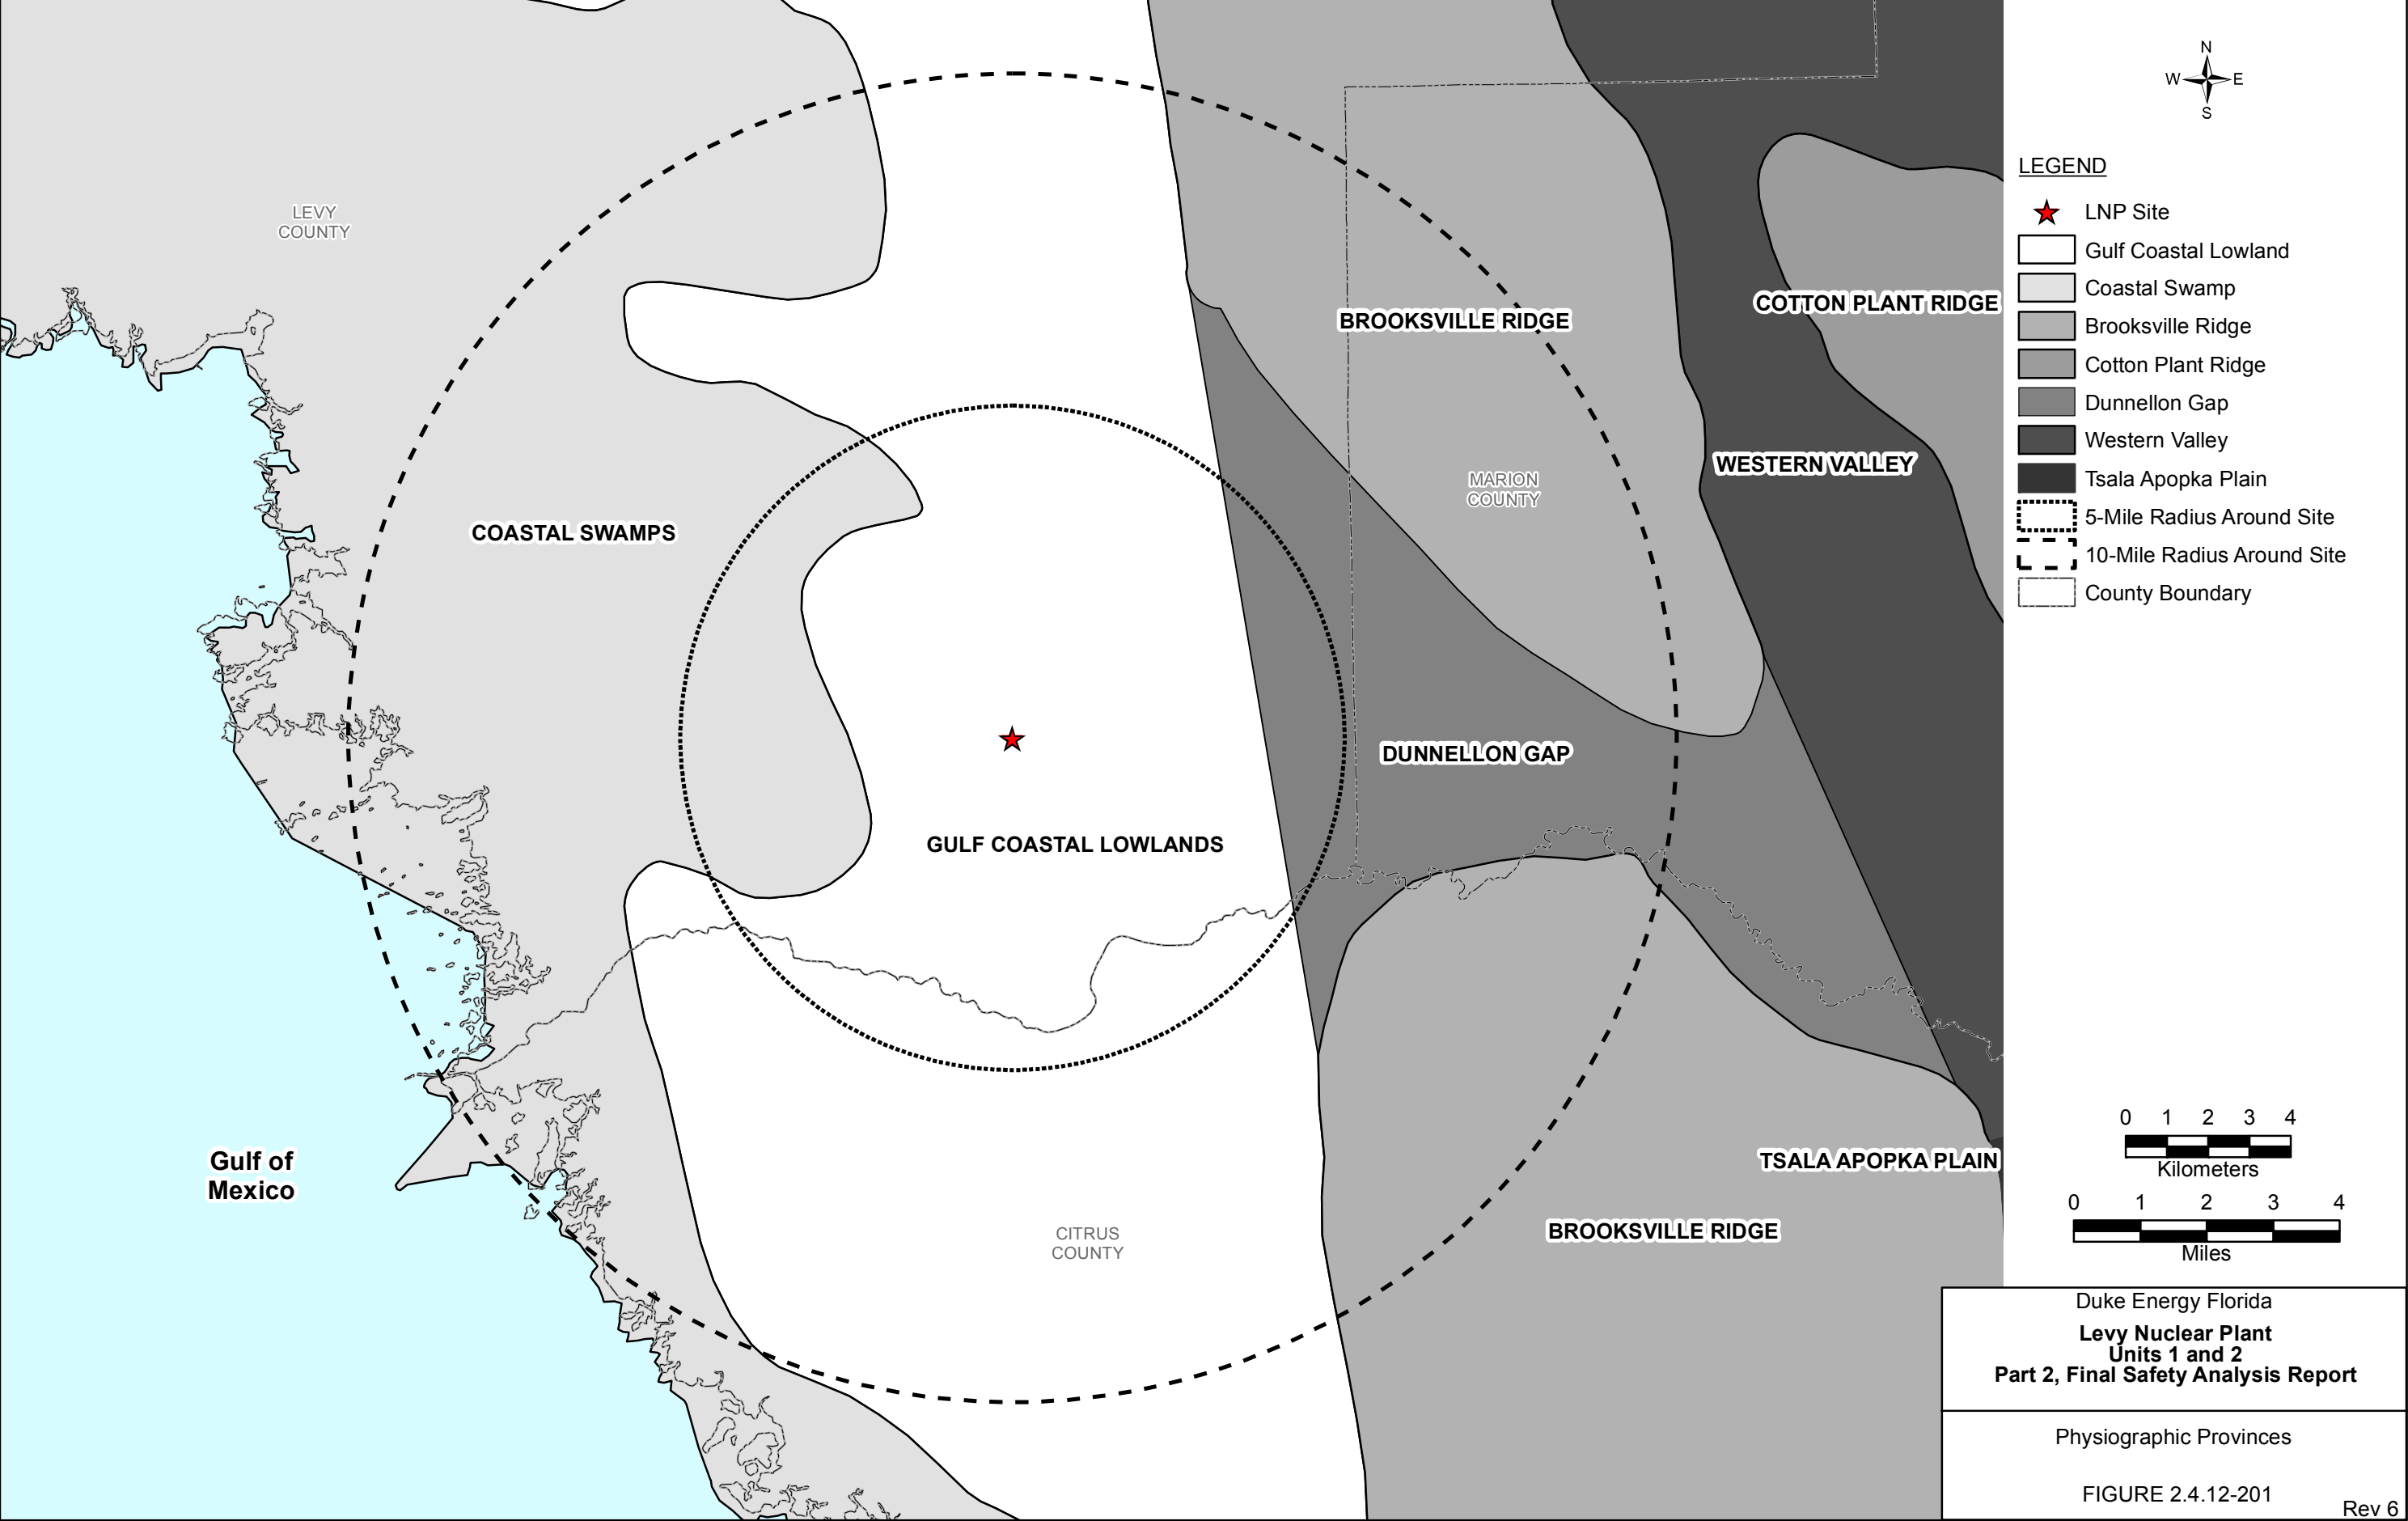 N
W E
S
LEGEND
LNP Site
Gulf Coastal Lowland
Coastal Swamp
Brooksville Ridge
Cotton Plant Ridge
Dunnellon Gap
Western Valley
Tsala Apopka Plain
5-Mile Radius Around Site
10-Mile Radius Around Site
County Boundary
LEVY
COUNTY
BROOKSVILLE RIDGE
COTTON PLANT RIDGE
WESTERN VALLEY
MARION
COUNTY
COASTAL SWAMPS
DUNNELLON GAP
GULF COASTAL LOWLANDS
Gulf of
Mexico
TSALA APOPKA PLAIN
BROOKSVILLE RIDGE
CITRUS
COUNTY
0 1 2 3 4
Kilometers
0 1 2 3 4
Miles
Duke Energy Florida
Levy Nuclear Plant
Units 1 and 2
Part 2, Final Safety Analysis Report
Physiographic Provinces
FIGURE 2.4.12-201
Rev 6